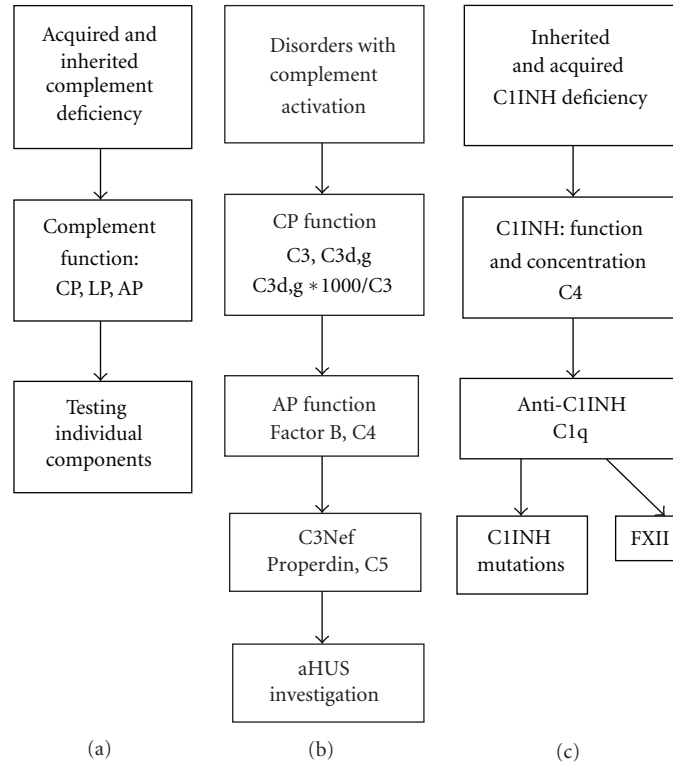 Acquired and
inherited
complement
deficiency
Complement
function:
CP, LP, AP
Testing
individual
components
(a)
Disorders with
complement
activation
CP function
C3, C3d,g
C3d,g ∗1000/C3
AP function
Factor B, C4
C3Nef
Properdin, C5
aHUS
investigation
(b)
Inherited
and acquired
C1INH deficiency
C1INH: function
and concentration
C4
Anti-C1INH
C1q
C1INH
mutations
FXII
(c)